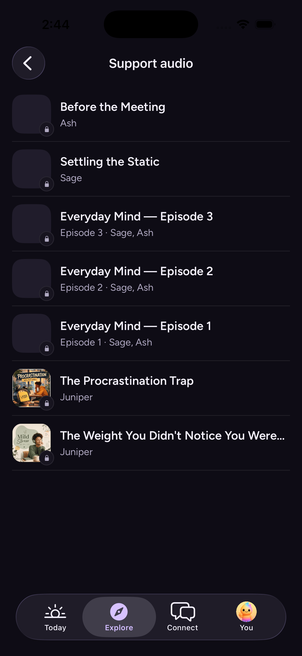 2:44
Support audio
Before the Meeting
Ash
Settling the Static
Sage
Everyday Mind — Episode 3
Episode 3 · Sage, Ash
Everyday Mind — Episode 2
Episode 2 · Sage, Ash
Everyday Mind — Episode 1
Episode 1 · Sage, Ash
The Procrastination Trap
Juniper
The Weight You Didn't Notice You Were...
Juniper
Today
Explore
Connect
You